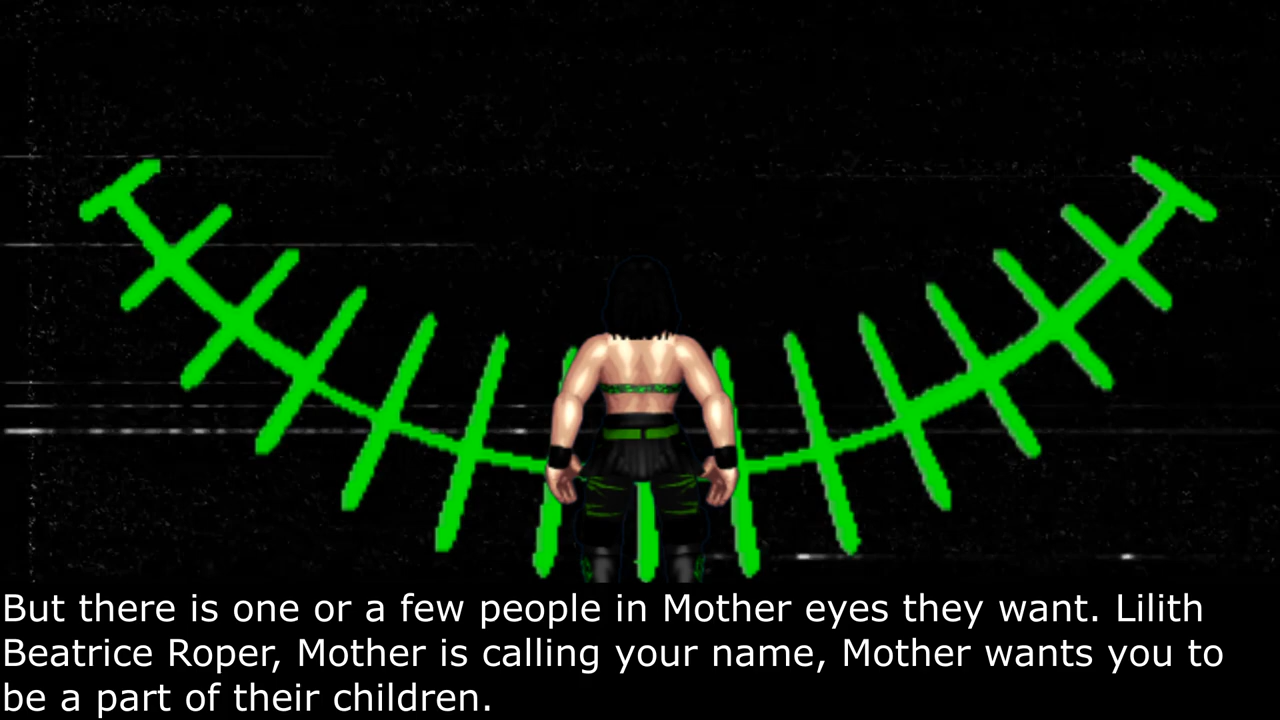 But there is one or a few people in Mother eyes they want. Lilith
Beatrice Roper, Mother is calling your name, Mother wants you to
be a part of their children.